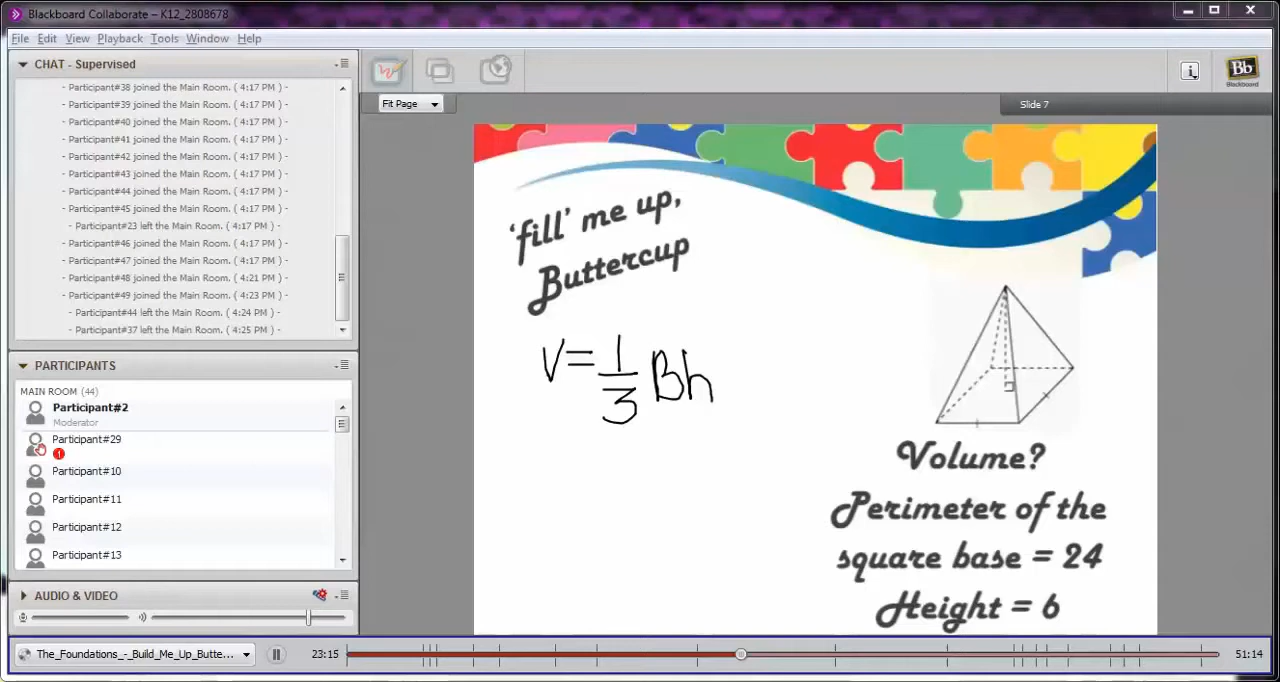 Blackboard Collaborate – K12_2808678
File Edit View Playback Tools Window Help
CHAT - Supervised
- Participant#38 joined the Main Room. ( 4:17 PM ) -
- Participant#39 joined the Main Room. ( 4:17 PM ) -
- Participant#40 joined the Main Room. ( 4:17 PM ) -
- Participant#41 joined the Main Room. ( 4:17 PM ) -
- Participant#42 joined the Main Room. ( 4:17 PM ) -
- Participant#43 joined the Main Room. ( 4:17 PM ) -
- Participant#44 joined the Main Room. ( 4:17 PM ) -
- Participant#45 joined the Main Room. ( 4:17 PM ) -
- Participant#23 left the Main Room. ( 4:17 PM ) -
- Participant#46 joined the Main Room. ( 4:17 PM ) -
- Participant#47 joined the Main Room. ( 4:17 PM ) -
- Participant#48 joined the Main Room. ( 4:21 PM ) -
- Participant#49 joined the Main Room. ( 4:23 PM ) -
- Participant#44 left the Main Room. ( 4:24 PM ) -
- Participant#37 left the Main Room. ( 4:25 PM ) -
PARTICIPANTS
MAIN ROOM (44)
Participant#2
Moderator
Participant#29
Participant#10
Participant#11
Participant#12
Participant#13
AUDIO & VIDEO
Fit Page
Slide 7
Bb
Blackboard
‘fill’ me up,
Buttercup
V = 1/3 Bh
Volume?
Perimeter of the
square base = 24
Height = 6
The_Foundations_-_Build_Me_Up_Butte...
23:15
51:14